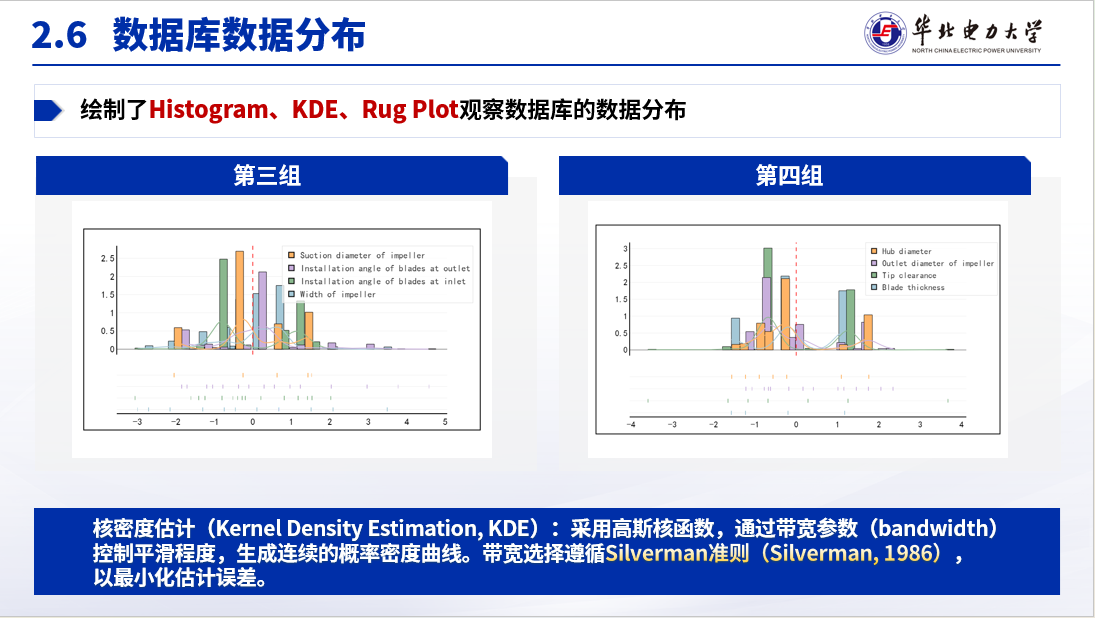 2.6 数据库数据分布
华北电力大学
NORTH CHINA ELECTRIC POWER UNIVERSITY
绘制了Histogram、KDE、Rug Plot观察数据库的数据分布
第三组
2.5
2
1.5
1
0.5
0
Suction diameter of impeller
Installation angle of blades at outlet
Installation angle of blades at inlet
Width of impeller
−3 −2 −1 0 1 2 3 4 5
第四组
3
2.5
2
1.5
1
0.5
0
Hub diameter
Outlet diameter of impeller
Tip clearance
Blade thickness
−4 −3 −2 −1 0 1 2 3 4
核密度估计（Kernel Density Estimation, KDE）：采用高斯核函数，通过带宽参数（bandwidth）
控制平滑程度，生成连续的概率密度曲线。带宽选择遵循Silverman准则（Silverman, 1986），
以最小化估计误差。